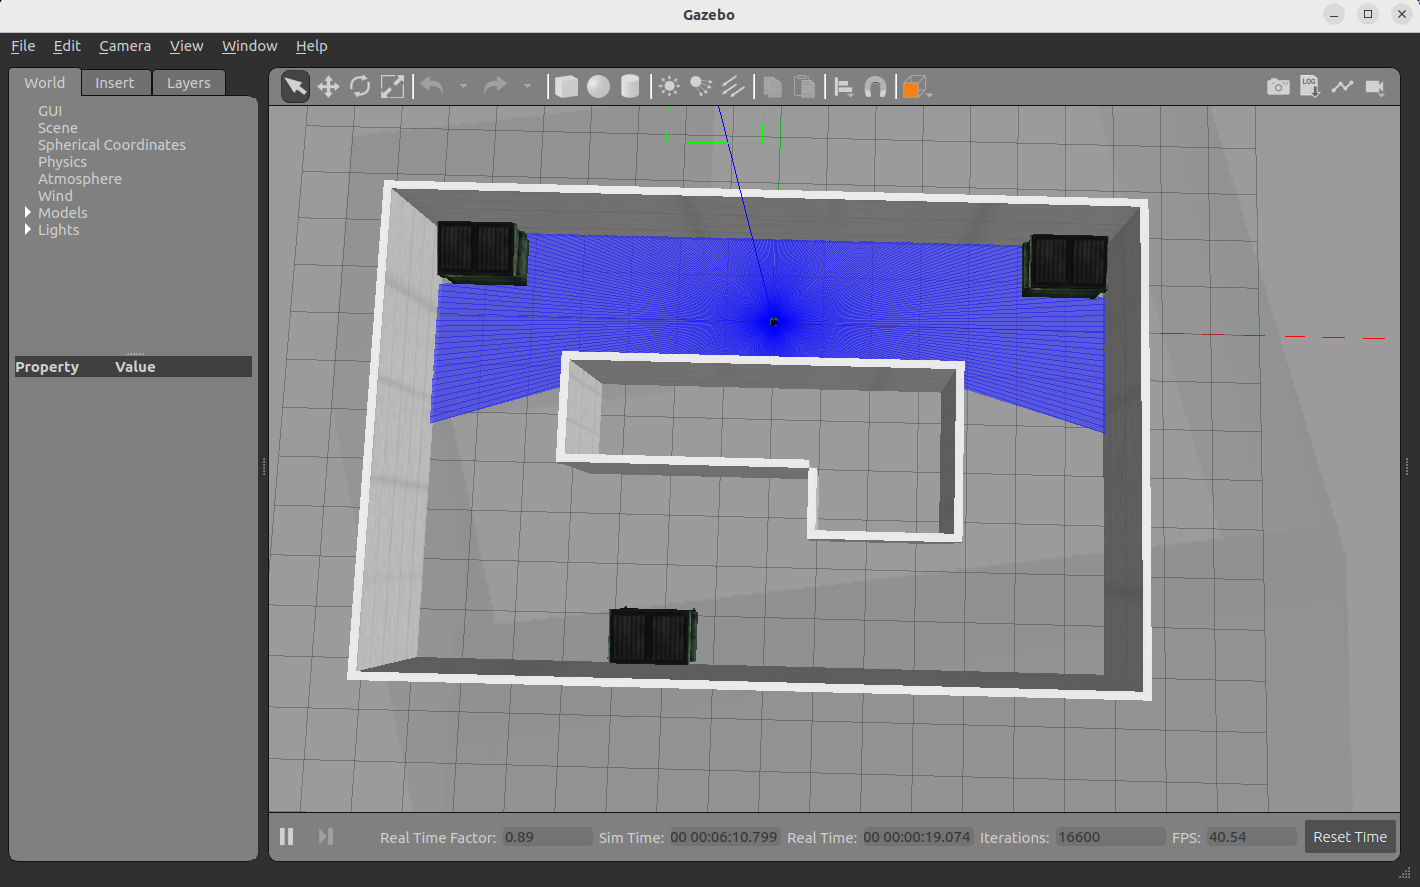 Gazebo
File Edit Camera View Window Help
World Insert Layers
LOG
GUI
Scene
Spherical Coordinates
Physics
Atmosphere
Wind
Models
Lights
Property Value
Real Time Factor: 0.89 Sim Time: 00 00:06:10.799 Real Time: 00 00:00:19.074 Iterations: 16600 FPS: 40.54 Reset TIme